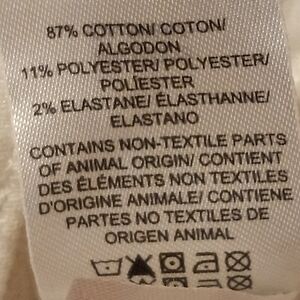 87% COTTON/ COTON/
ALGODON
11% POLYESTER/ POLYESTER/
POLÍESTER
2% ELASTANE/ ÉLASTHANNE/
ELASTANO
CONTAINS NON-TEXTILE PARTS
OF ANIMAL ORIGIN/ CONTIENT
DES ÉLÉMENTS NON TEXTILES
D'ORIGINE ANIMALE/ CONTIENE
PARTES NO TEXTILES DE
ORIGEN ANIMAL